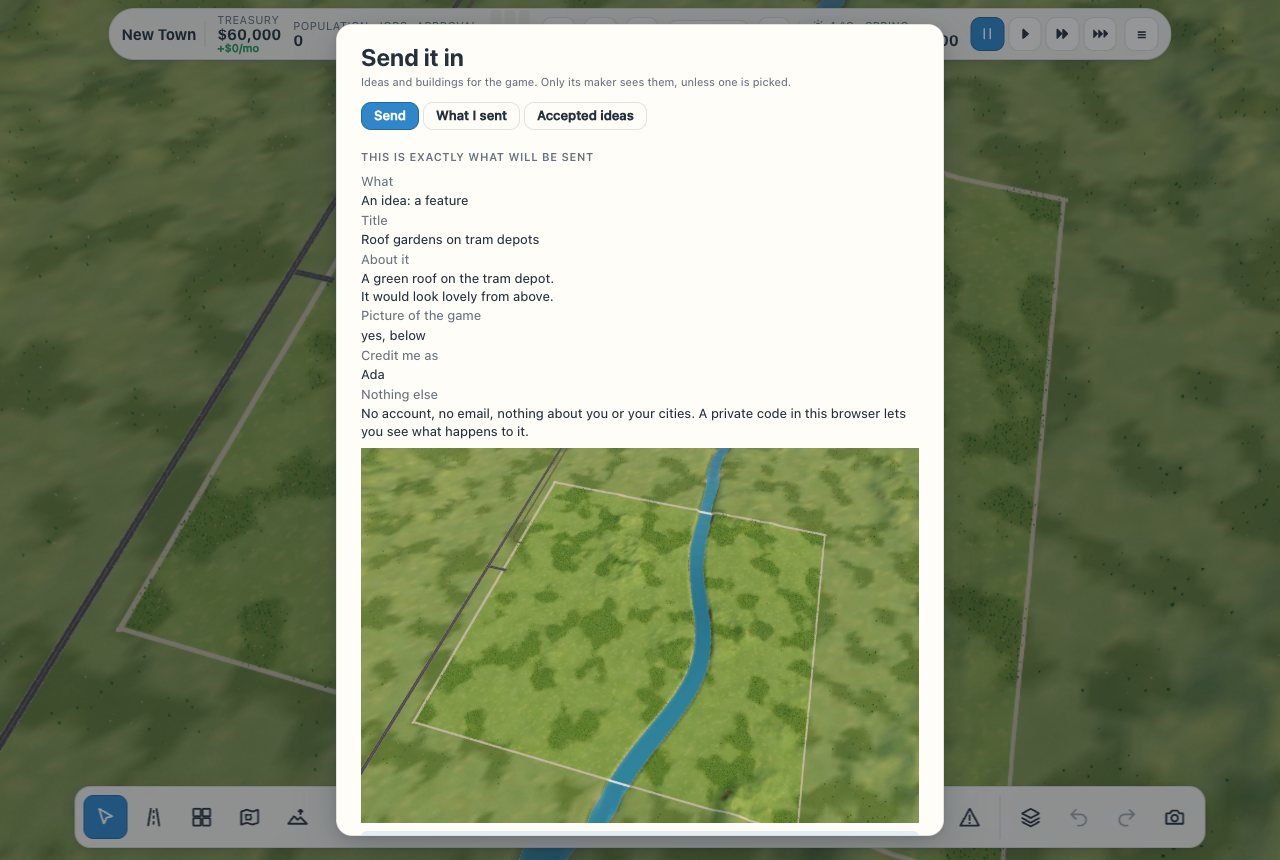 New Town
TREASURY
$60,000
+$0/mo
POPULATION
0
Send it in
Ideas and buildings for the game. Only its maker sees them, unless one is picked.
Send
What I sent
Accepted ideas
THIS IS EXACTLY WHAT WILL BE SENT
What
An idea: a feature
Title
Roof gardens on tram depots
About it
A green roof on the tram depot.
It would look lovely from above.
Picture of the game
yes, below
Credit me as
Ada
Nothing else
No account, no email, nothing about you or your cities. A private code in this browser lets
you see what happens to it.